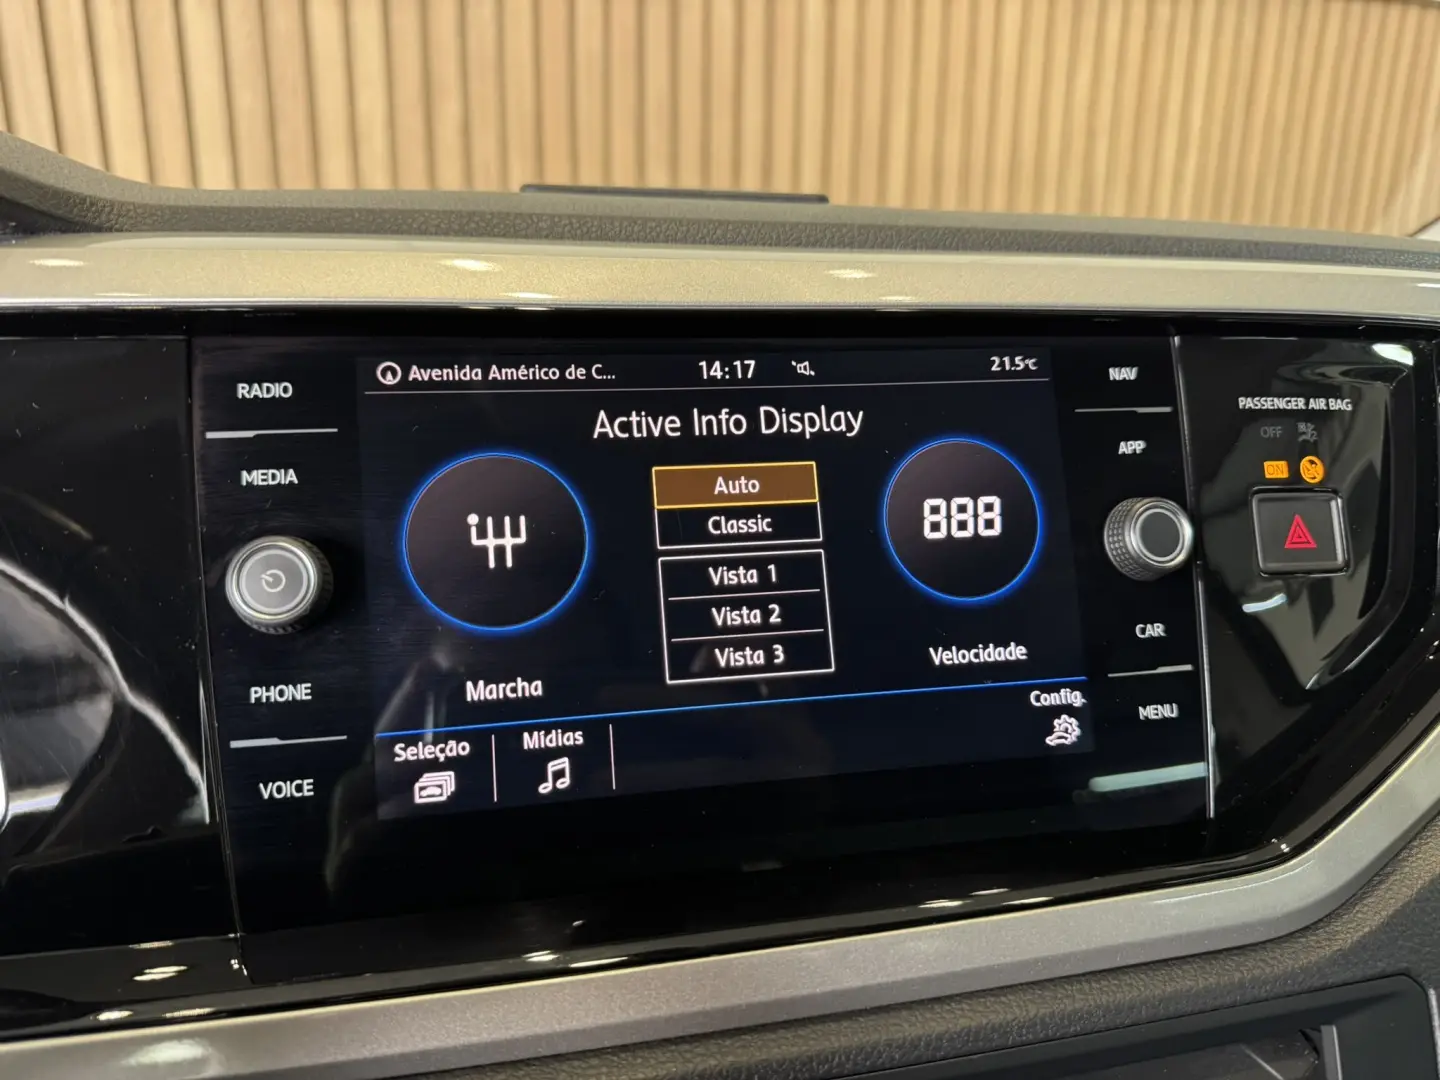 RADIO
MEDIA
PHONE
VOICE
Avenida Américo de C... 14:17 21.5°C
Active Info Display
Auto
Classic
Vista 1
Vista 2
Vista 3
888
Marcha
Velocidade
Seleção
Mídias
Config.
NAV
APP
CAR
MENU
PASSENGER AIR BAG
OFF
ON